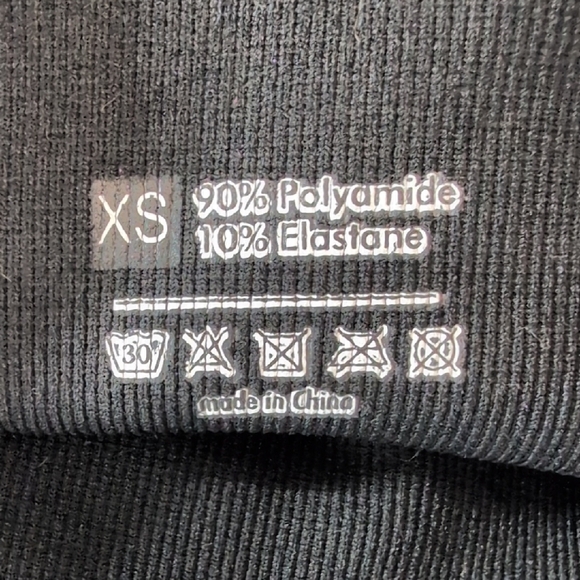 XS
90% Polyamide
10% Elastane
30
made in China